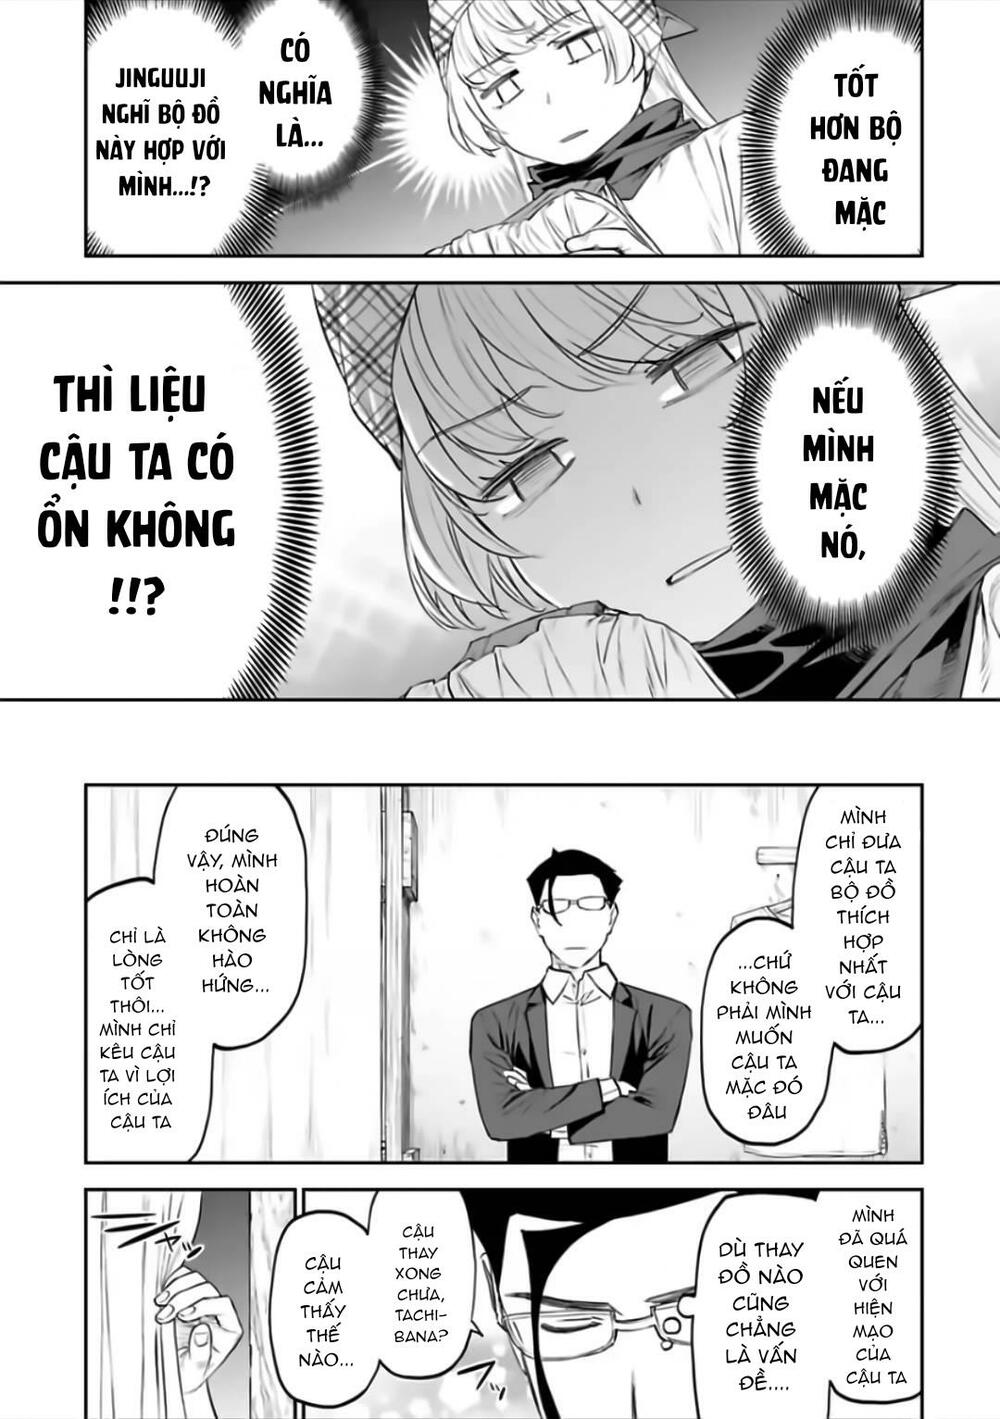 TỐT
HƠN BỘ
ĐANG
MẶC
CÓ
NGHĨA
LÀ...
JINGUUJI
NGHĨ BỘ ĐỒ
NÀY HỢP VỚI
MÌNH...!?
NẾU
MÌNH
MẶC
NÓ,
THÌ LIỆU
CẬU TA CÓ
ỔN KHÔNG
!!?
MÌNH
CHỈ ĐƯA
CẬU TA
BỘ ĐỒ
THÍCH
HỢP
NHẤT
VỚI CẬU
TA...
...CHỨ
KHÔNG
PHẢI MÌNH
MUỐN
CẬU TA
MẶC ĐÓ
ĐÂU
ĐÚNG
VẬY, MÌNH
HOÀN
TOÀN
KHÔNG
HÀO
HỨNG...
CHỈ LÀ
LÒNG
TỐT
THÔI...
MÌNH CHỈ
KÊU CẬU
TA VÌ LỢI
ÍCH CỦA
CẬU TA
MÌNH
ĐÃ QUÁ
QUEN
VỚI
HIỆN
MẠO
CỦA
CẬU TA
DÙ THAY
ĐỒ NÀO
CŨNG
CHẲNG
LÀ VẤN
ĐỀ....
CẬU
THAY
XONG
CHƯA,
TACHI-
BANA?
CẬU
CẢM
THẤY
THẾ
NÀO...